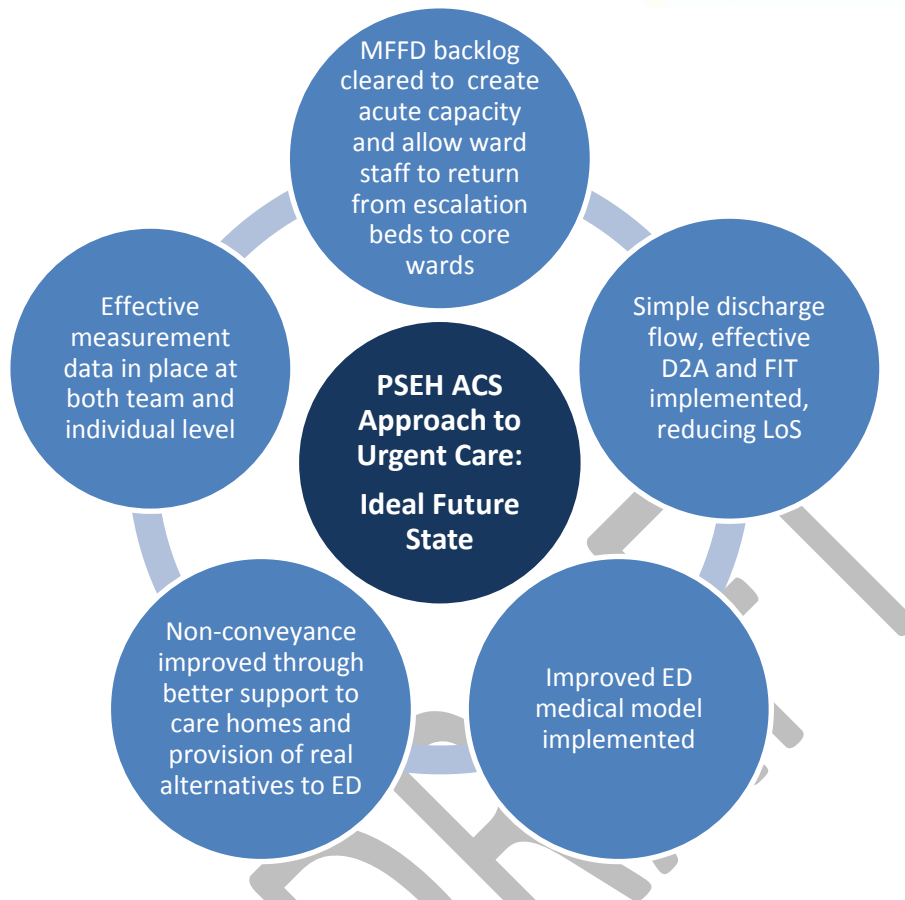 MFFD backlog
cleared to create
acute capacity
and allow ward
staff to return
from escalation
beds to core
wards
Simple discharge
flow, effective
D2A and FIT
implemented,
reducing LoS
Improved ED
medical model
implemented
Non-conveyance
improved through
better support to
care homes and
provision of real
alternatives to ED
Effective
measurement
data in place at
both team and
individual level
PSEH ACS
Approach to
Urgent Care:
Ideal Future
State